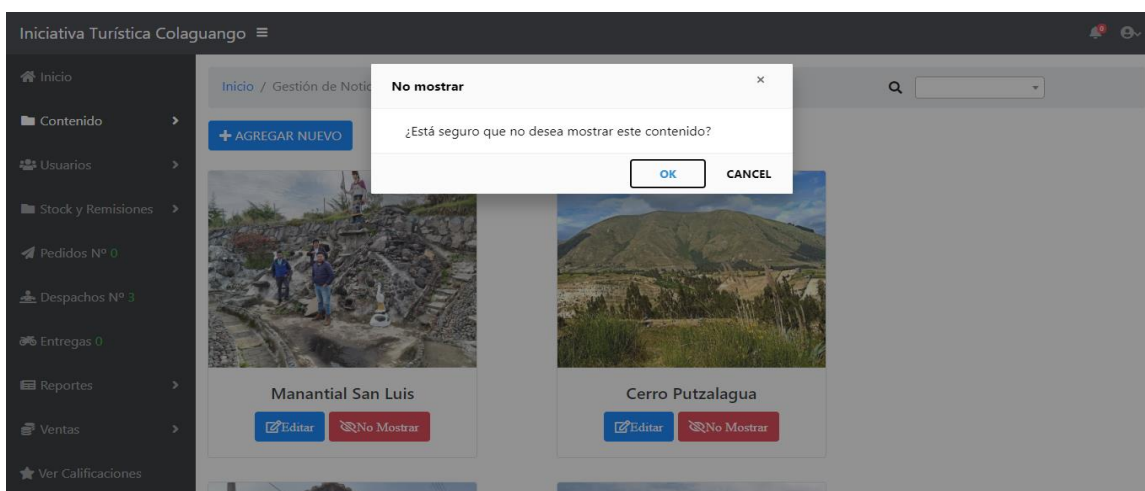 Iniciativa Turística Colaguango
0
Inicio
Contenido
Usuarios
Stock y Remisiones
Pedidos Nº 0
Despachos Nº 3
Entregas 0
Reportes
Ventas
Ver Calificaciones
Inicio / Gestión de Notic
AGREGAR NUEVO
No mostrar
×
¿Está seguro que no desea mostrar este contenido?
OK CANCEL
Manantial San Luis
Editar No Mostrar
Cerro Putzalagua
Editar No Mostrar